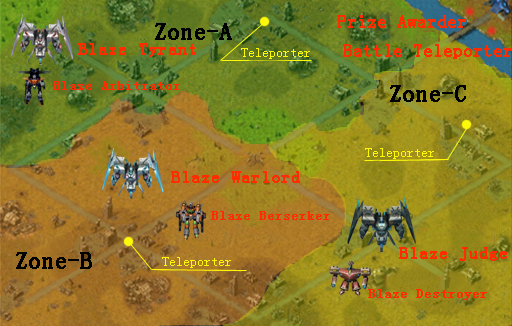 Prize Awarder
Zone-A
Blaze Tyrant
Teleporter
Battle Teleporter
Blaze Arbitrator
Zone-C
Teleporter
Blaze Warlord
Blaze Berserker
Zone-B
Teleporter
Blaze Judge
Blaze Destroyer